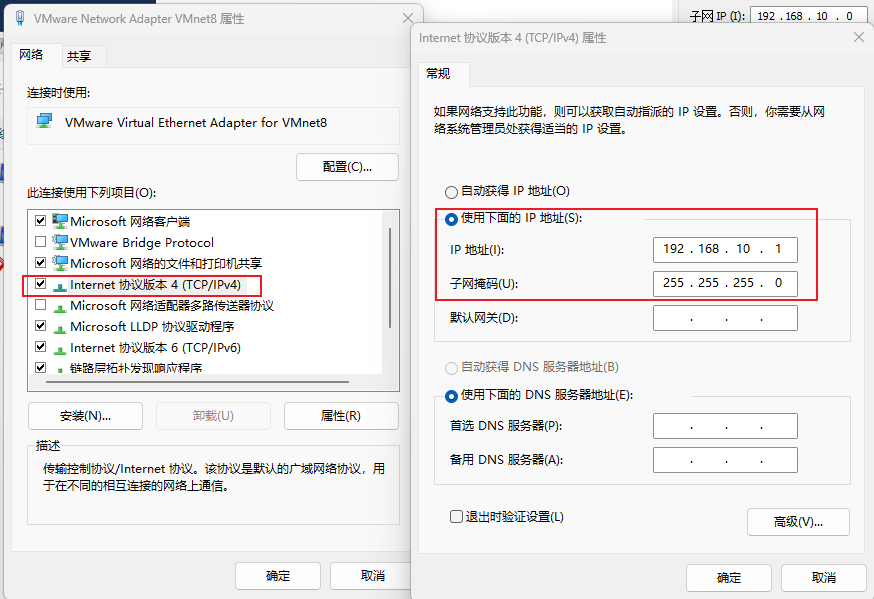 VMware Network Adapter VMnet8 属性
网络
共享
连接时使用:
VMware Virtual Ethernet Adapter for VMnet8
配置(C)...
此连接使用下列项目(O):
Microsoft 网络客户端
VMware Bridge Protocol
Microsoft 网络的文件和打印机共享
Internet 协议版本 4 (TCP/IPv4)
Microsoft 网络适配器多路传送器协议
Microsoft LLDP 协议驱动程序
Internet 协议版本 6 (TCP/IPv6)
链路层拓扑发现响应程序
安装(N)...
卸载(U)
属性(R)
描述
传输控制协议/Internet 协议。该协议是默认的广域网络协议，用
于在不同的相互连接的网络上通信。
确定
取消
子网 IP (I): 192 . 168 . 10 . 0
Internet 协议版本 4 (TCP/IPv4) 属性
常规
如果网络支持此功能，则可以获取自动指派的 IP 设置。否则，你需要从网
络系统管理员处获得适当的 IP 设置。
自动获得 IP 地址(O)
使用下面的 IP 地址(S):
IP 地址(I): 192 . 168 . 10 . 1
子网掩码(U): 255 . 255 . 255 . 0
默认网关(D): . . .
自动获得 DNS 服务器地址(B)
使用下面的 DNS 服务器地址(E):
首选 DNS 服务器(P): . . .
备用 DNS 服务器(A): . . .
退出时验证设置(L)
高级(V)...
确定
取消